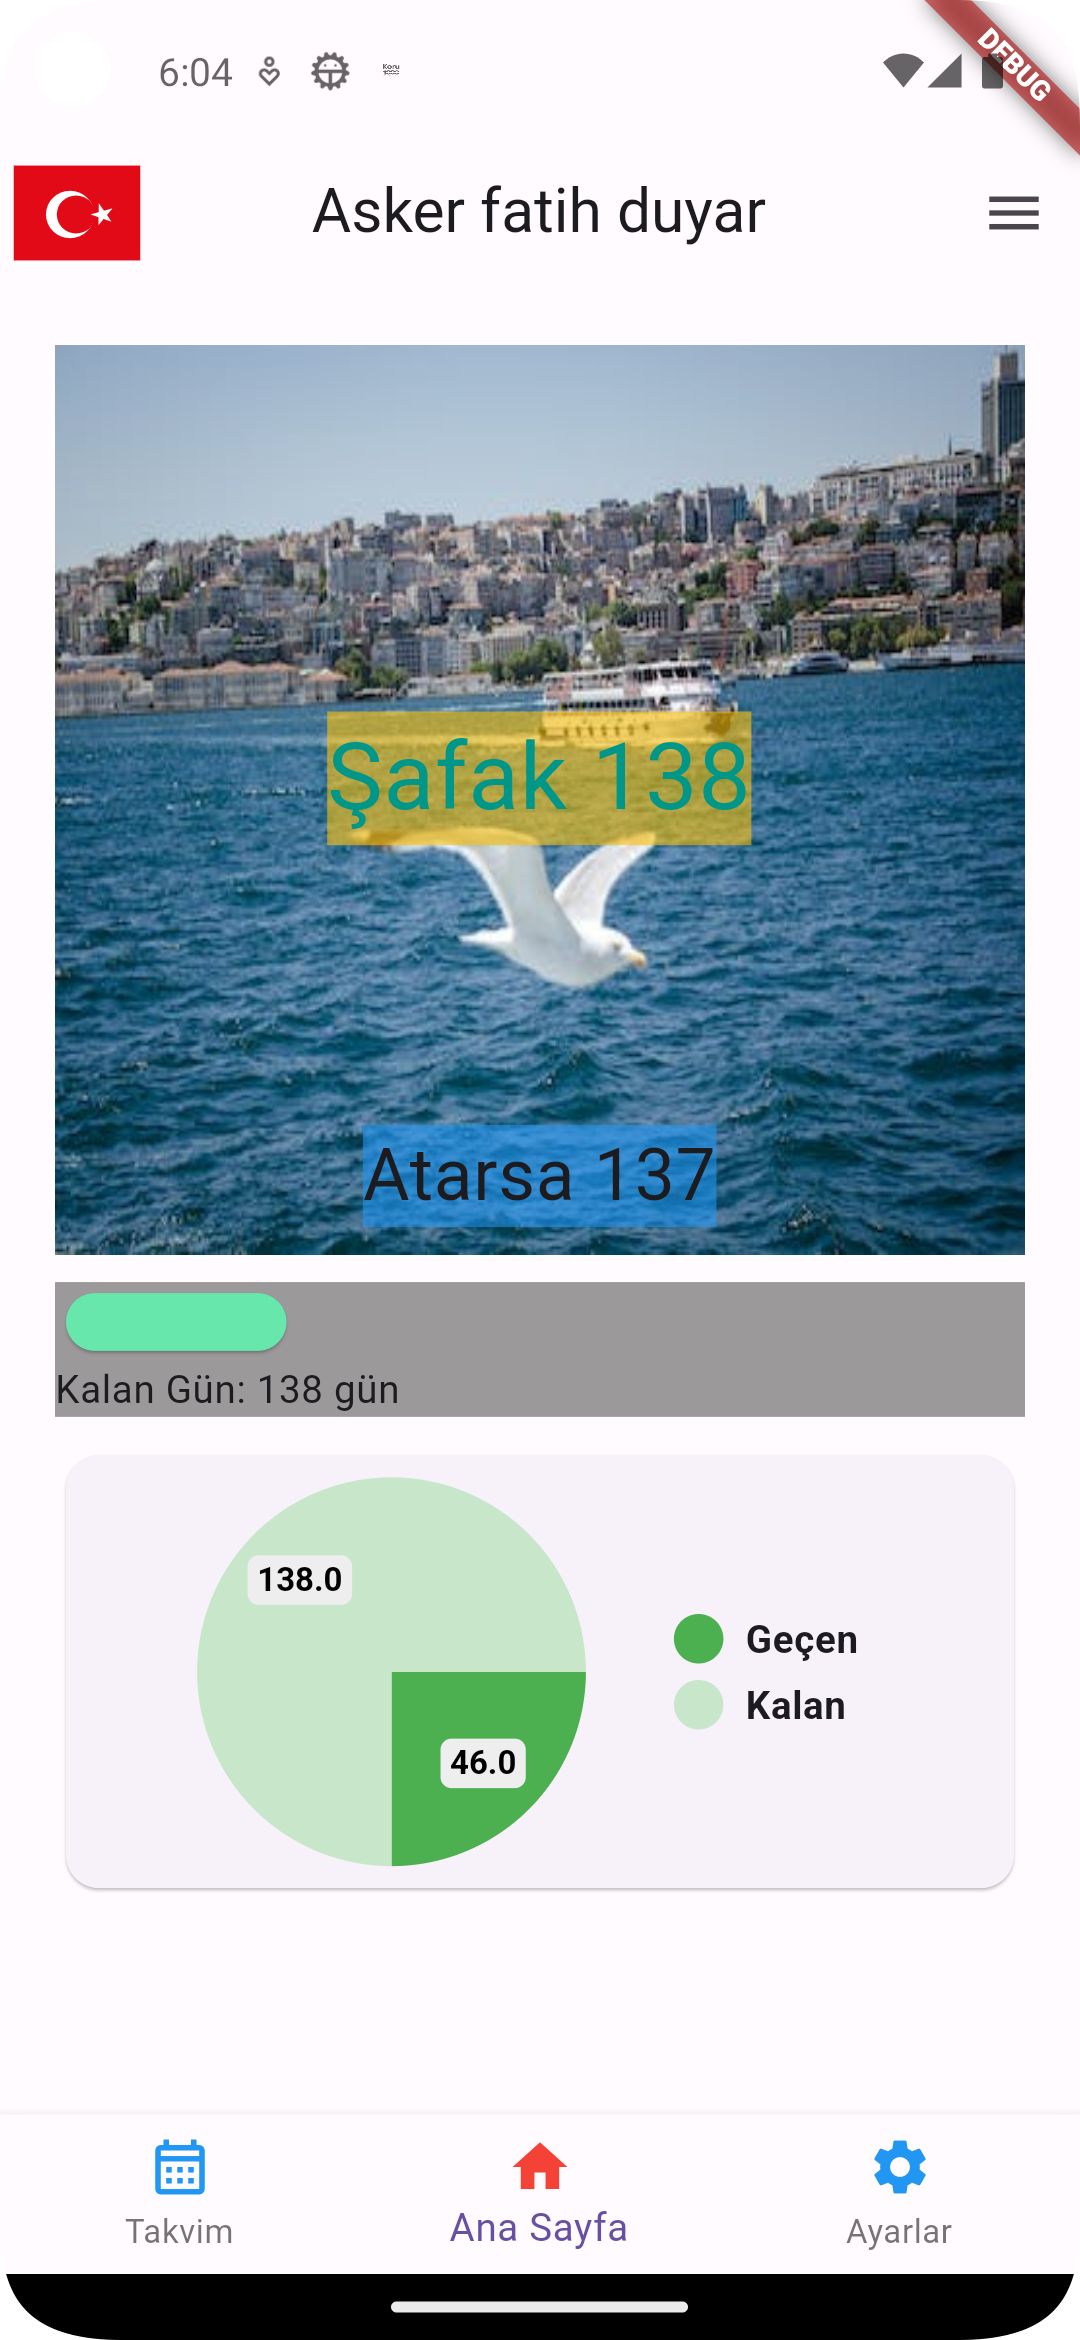 6:04
Koru
DEBUG
Asker fatih duyar
Şafak 138
Atarsa 137
Kalan Gün: 138 gün
138.0
46.0
Geçen
Kalan
Takvim
Ana Sayfa
Ayarlar